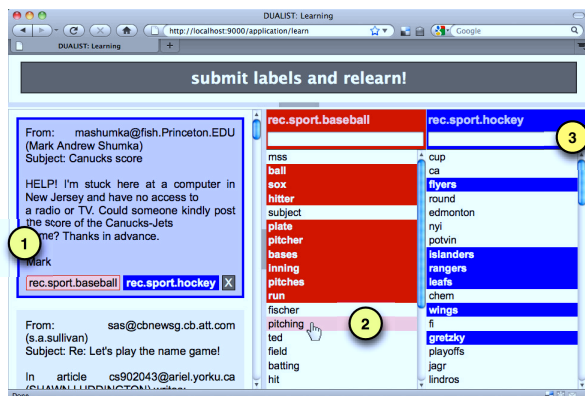 DUALIST: Learning
http://localhost:9000/application/learn
Google
DUALIST: Learning
+
submit labels and relearn!
From: mashumka@fish.Princeton.EDU
(Mark Andrew Shumka)
Subject: Canucks score
HELP! I'm stuck here at a computer in
New Jersey and have no access to
a radio or TV. Could someone kindly post
the score of the Canucks-Jets
Thanks in advance.
Mark
rec.sport.baseball rec.sport.hockey X
1
From: sas@cbnewsg.cb.att.com
(s.a.sullivan)
Subject: Re: Let's play the name game!
In article cs902043@ariel.yorku.ca
(SHAWN LUDDINGTON) writes:
rec.sport.baseball
mss
ball
sox
hitter
subject
plate
pitcher
bases
inning
pitches
run
fischer
pitching
ted
field
batting
hit
2
rec.sport.hockey
3
cup
ca
flyers
round
edmonton
nyi
potvin
islanders
rangers
leafs
chem
wings
fi
gretzky
playoffs
jagr
lindros
Done